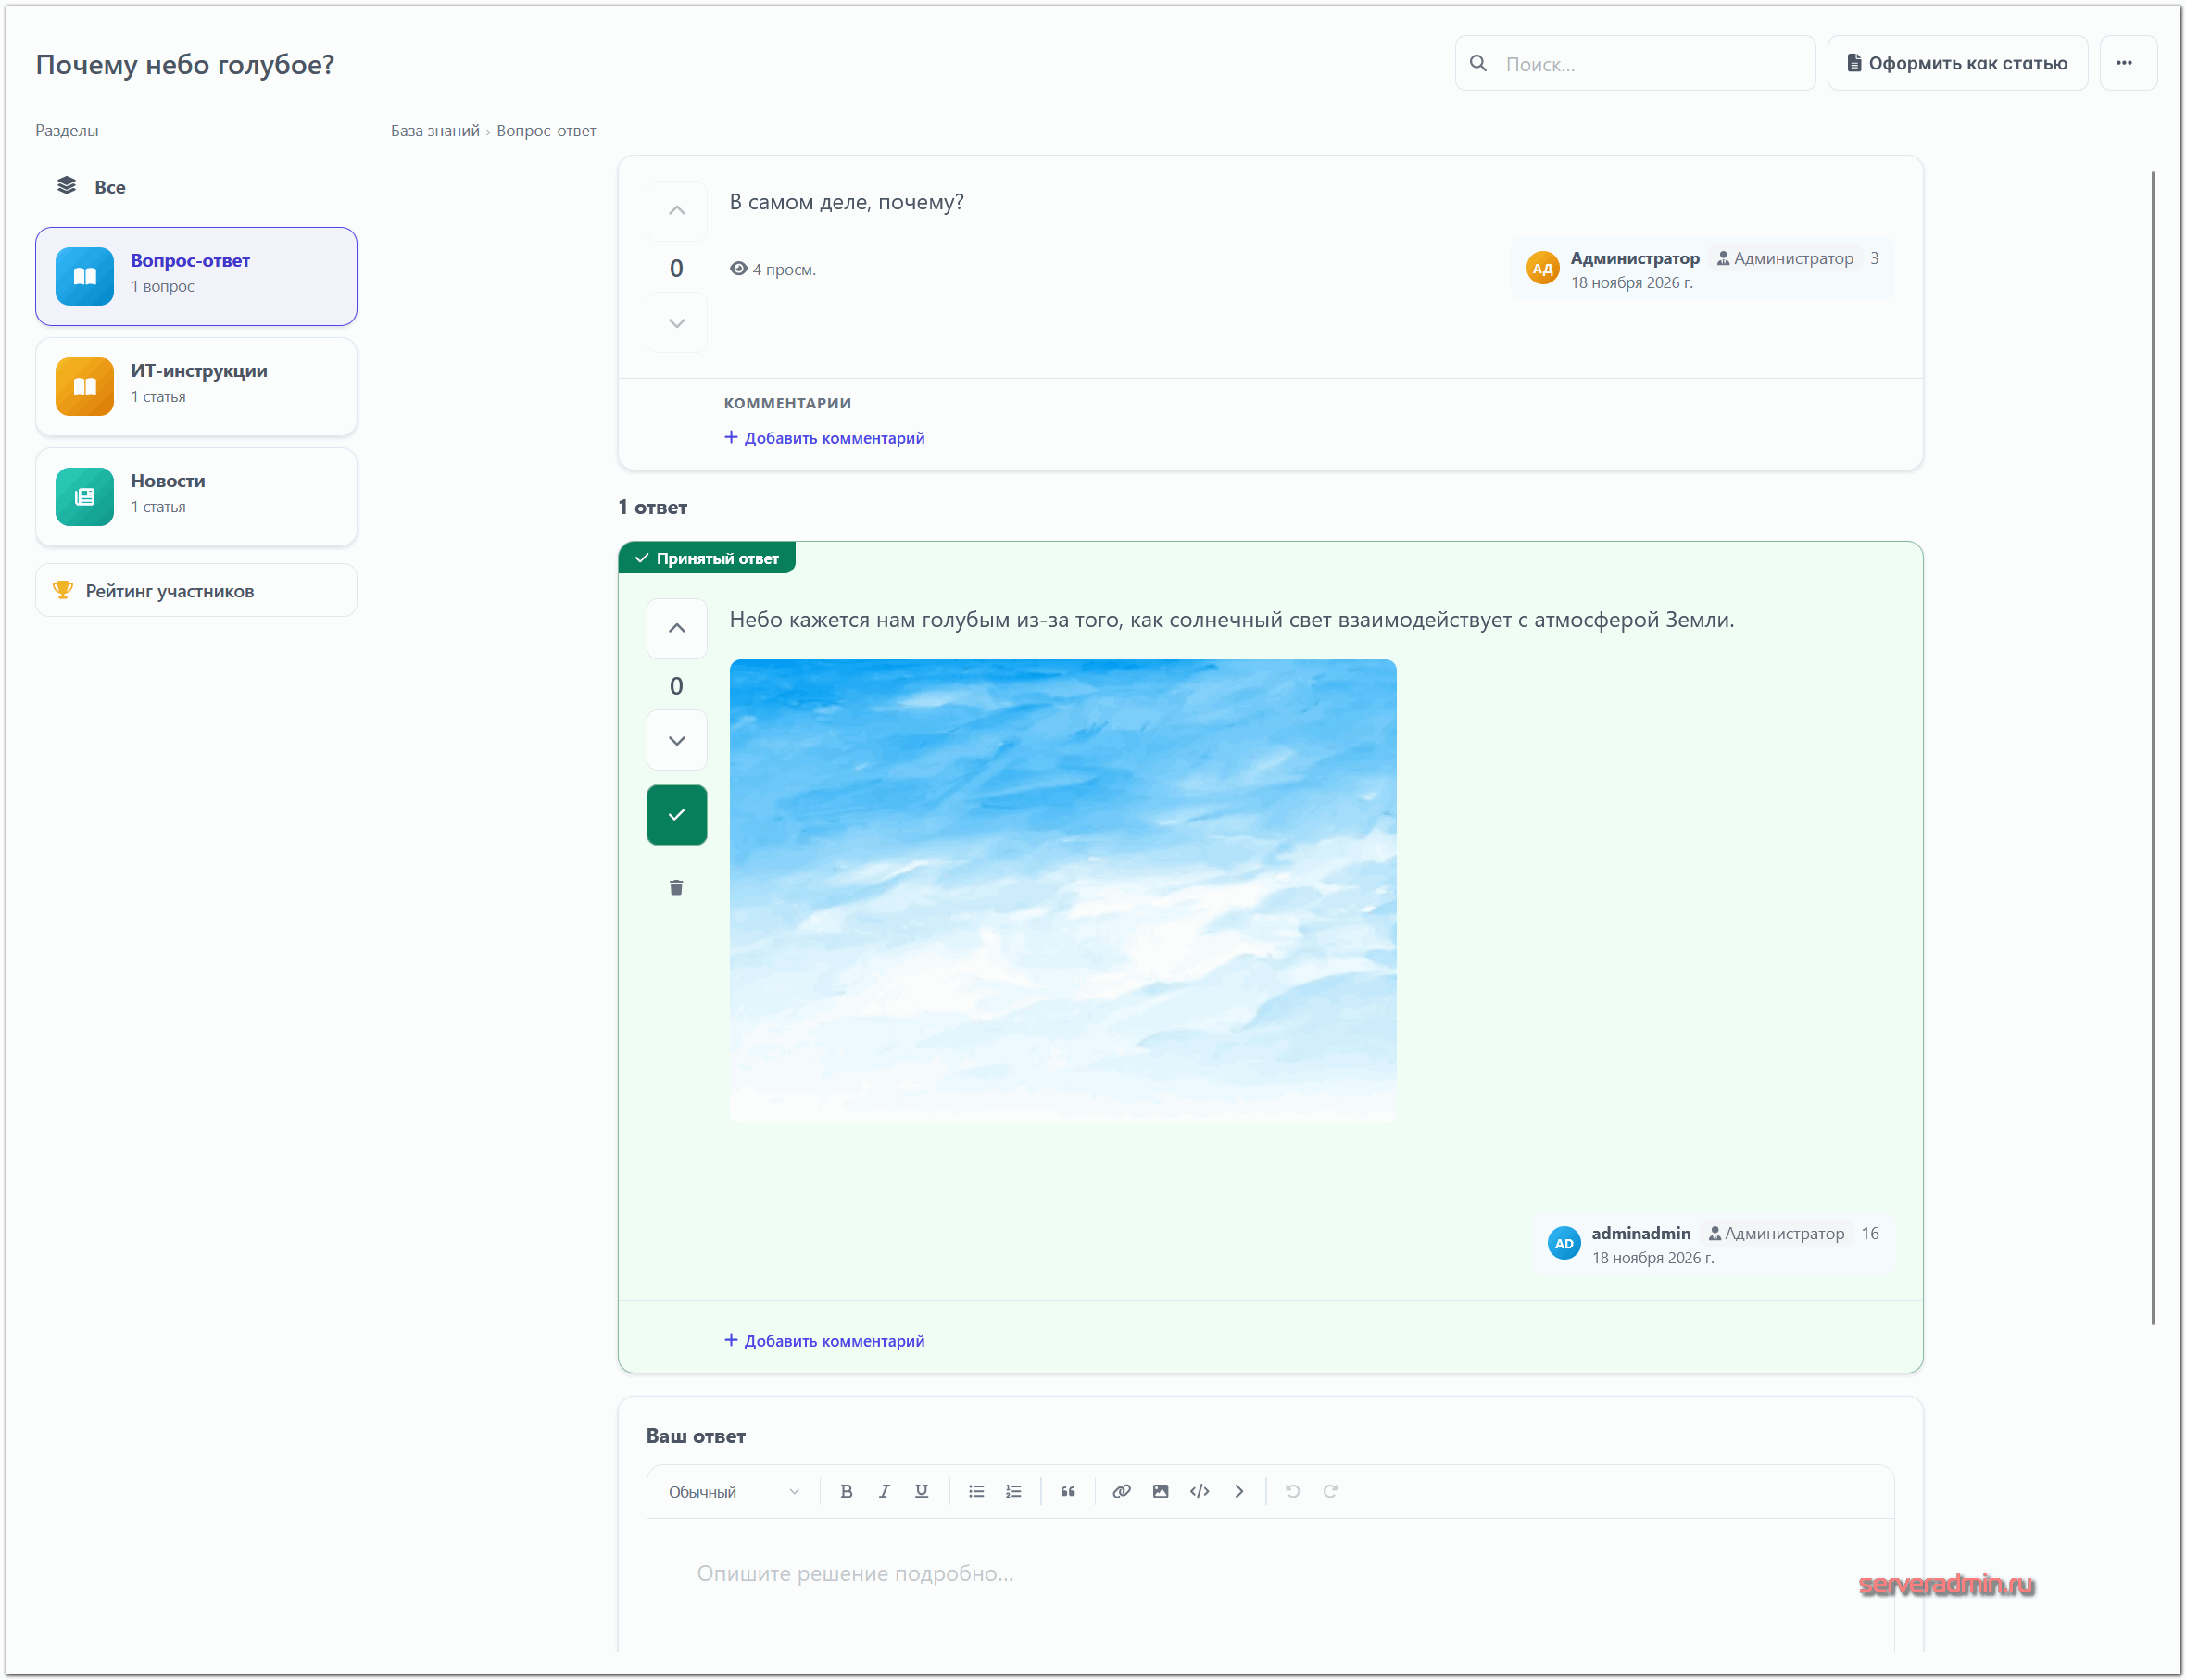 Почему небо голубое?
Поиск...
Оформить как статью
Разделы
База знаний › Вопрос-ответ
Все
Вопрос-ответ
1 вопрос
ИТ-инструкции
1 статья
Новости
1 статья
Рейтинг участников
В самом деле, почему?
0
4 просм.
АД
Администратор Администратор 3
18 ноября 2026 г.
КОММЕНТАРИИ
+ Добавить комментарий
1 ответ
Принятый ответ
Небо кажется нам голубым из-за того, как солнечный свет взаимодействует с атмосферой Земли.
0
AD
adminadmin Администратор 16
18 ноября 2026 г.
+ Добавить комментарий
Ваш ответ
Обычный B I U
Опишите решение подробно...
serveradmin.ru